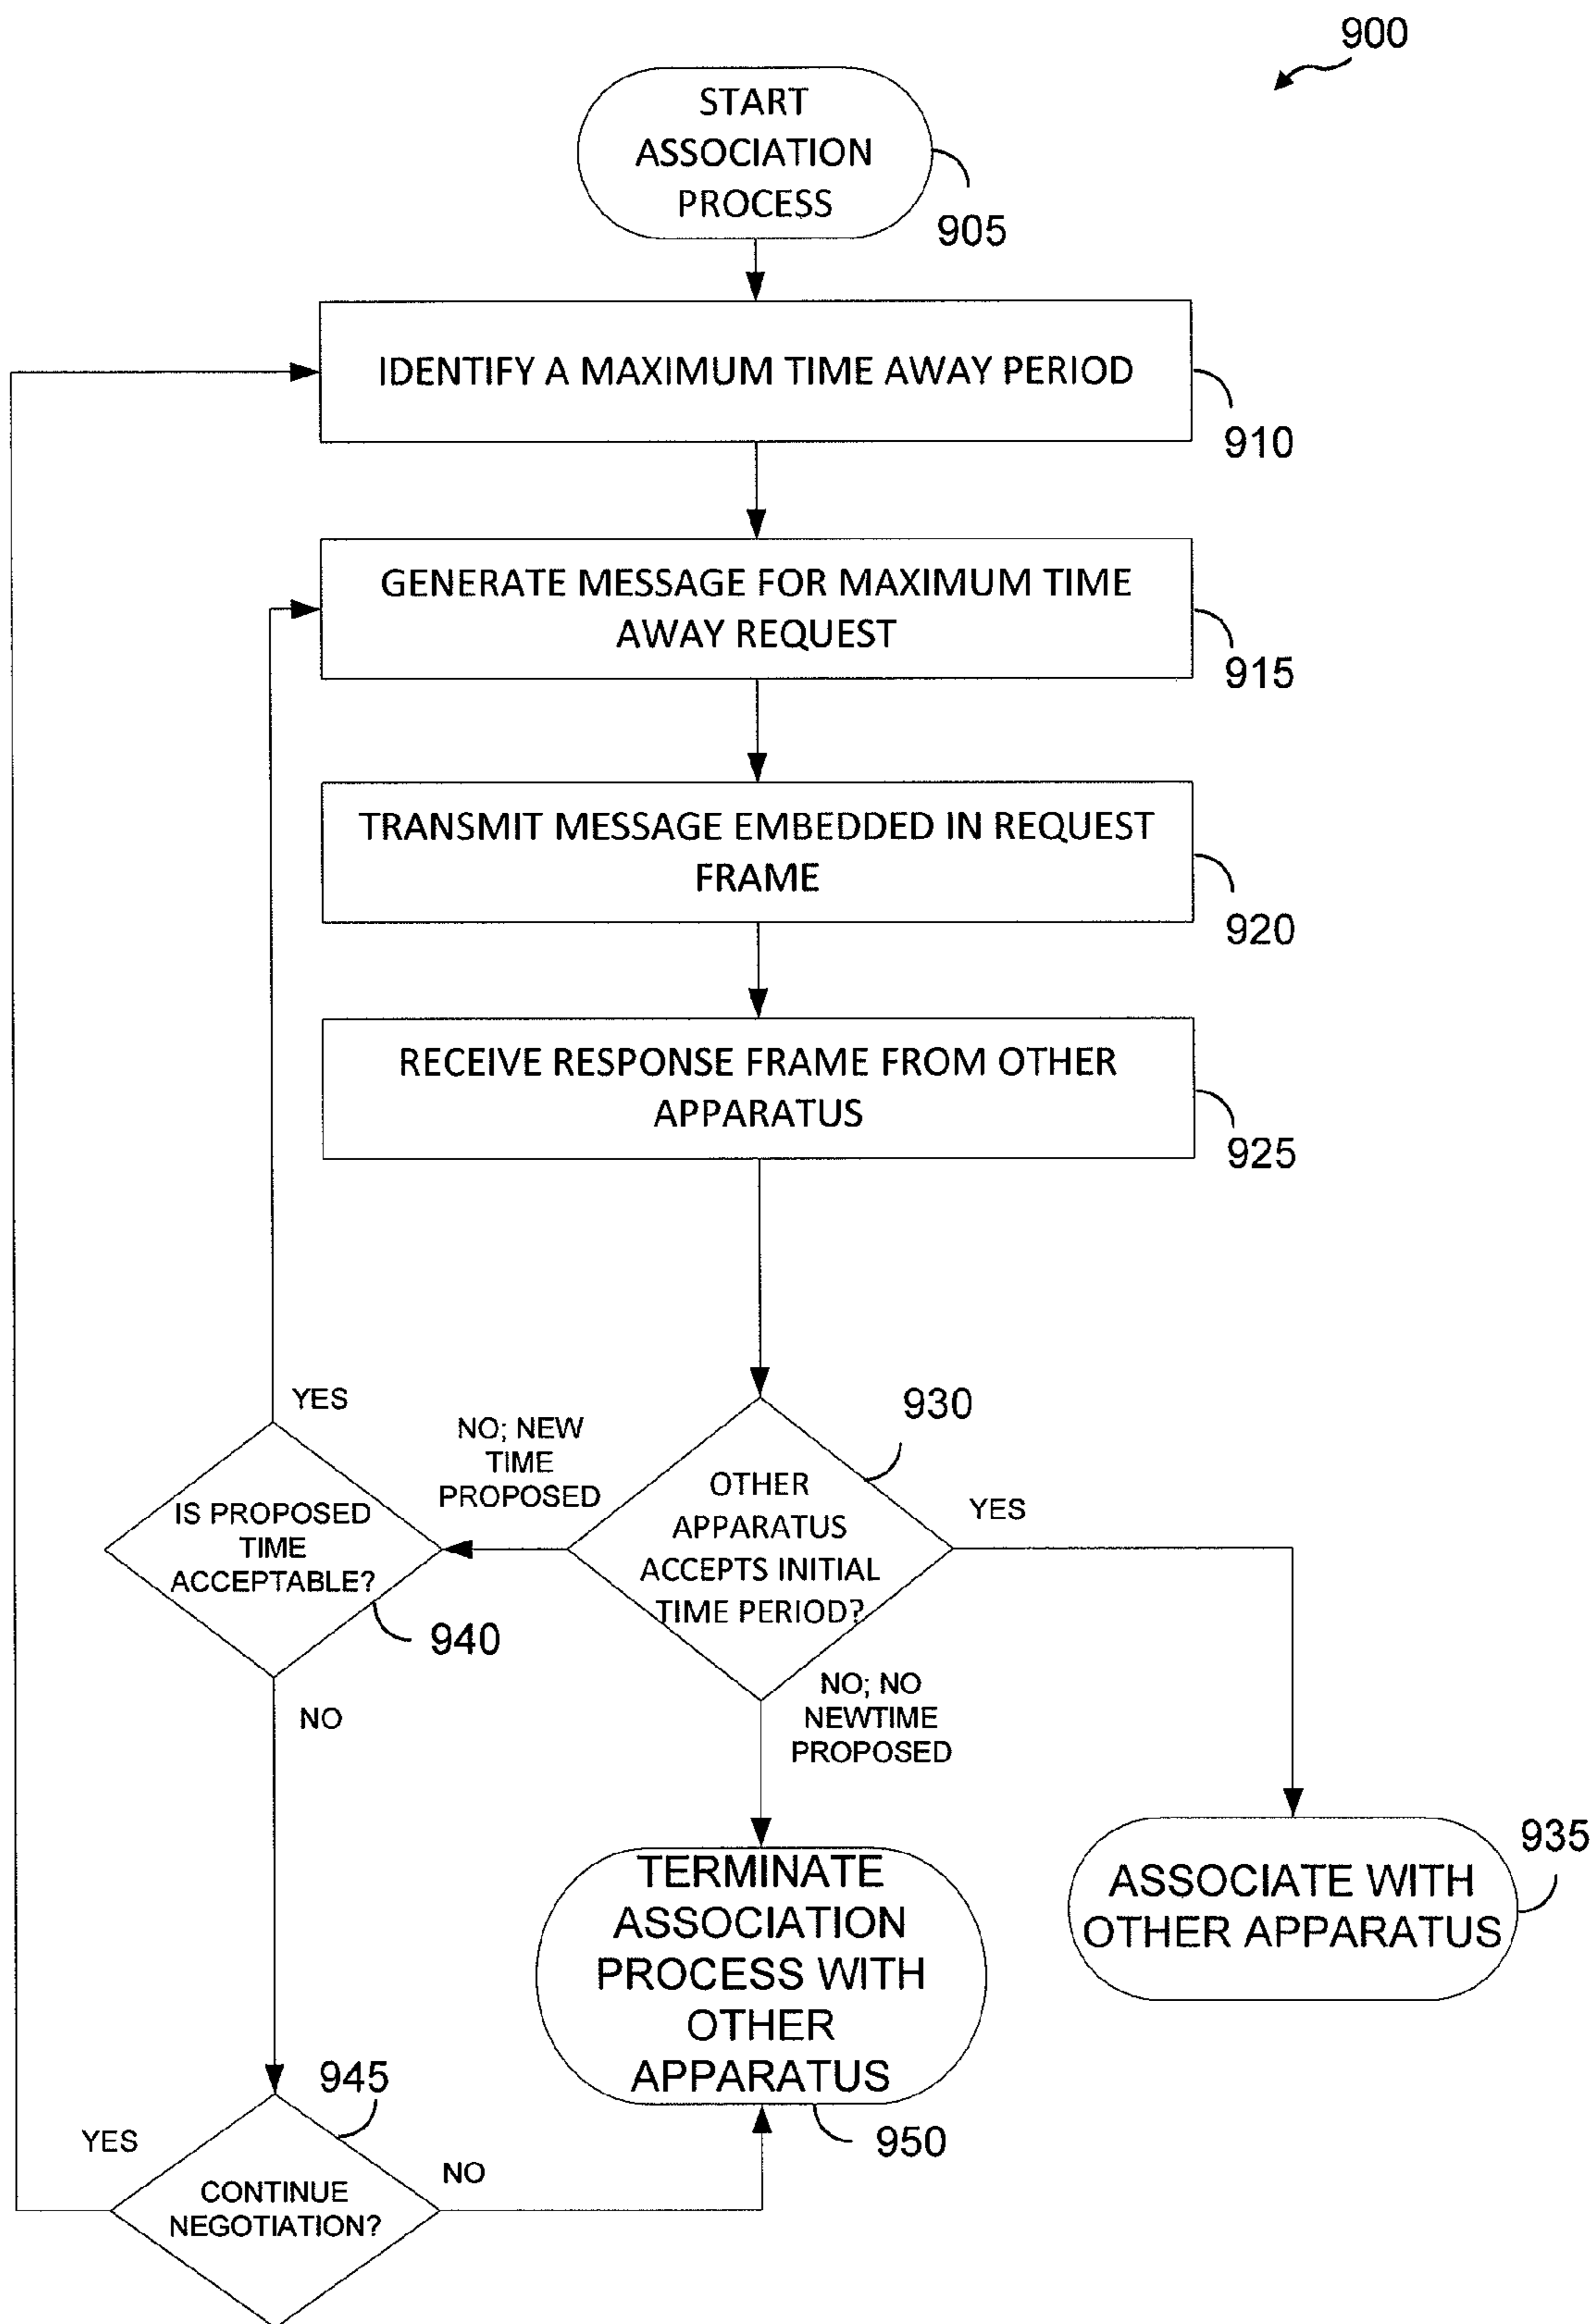 900
START
ASSOCIATION
PROCESS
905
IDENTIFY A MAXIMUM TIME AWAY PERIOD
910
GENERATE MESSAGE FOR MAXIMUM TIME
AWAY REQUEST
915
TRANSMIT MESSAGE EMBEDDED IN REQUEST
FRAME
920
RECEIVE RESPONSE FRAME FROM OTHER
APPARATUS
925
930
OTHER
APPARATUS
ACCEPTS INITIAL
TIME PERIOD?
YES
NO; NEW
TIME
PROPOSED
YES
IS PROPOSED
TIME
ACCEPTABLE?
940
NO
NO; NO
NEWTIME
PROPOSED
935
ASSOCIATE WITH
OTHER APPARATUS
TERMINATE
ASSOCIATION
PROCESS WITH
OTHER
APPARATUS
950
945
YES
CONTINUE
NEGOTIATION?
NO